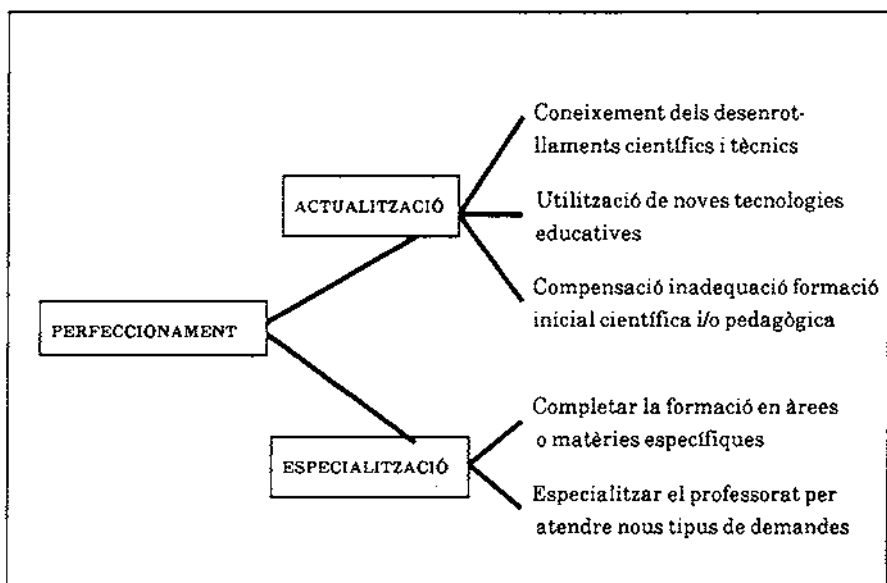 Coneixement dels desenrot-
llaments científics i tècnics
ACTUALITZACIÓ
Utilització de noves tecnologies
educatives
Compensació inadequació formació
inicial científica i/o pedagògica
PERFECCIONAMENT
Completar la formació en àrees
o matèries específiques
ESPECIALITZACIÓ
Especialitzar el professorat per
atendre nous tipus de demandes